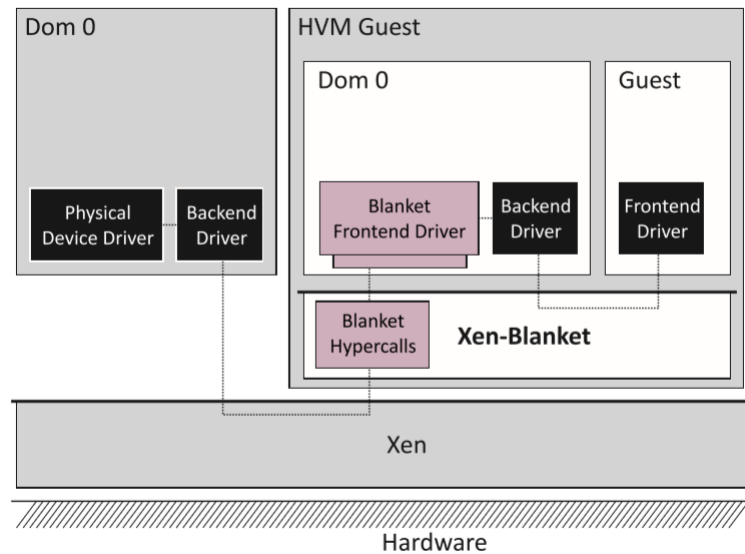 Dom 0
HVM Guest
Dom 0
Guest
Physical
Device Driver
Backend
Driver
Blanket
Frontend Driver
Backend
Driver
Frontend
Driver
Blanket
Hypercalls
Xen-Blanket
Xen
Hardware